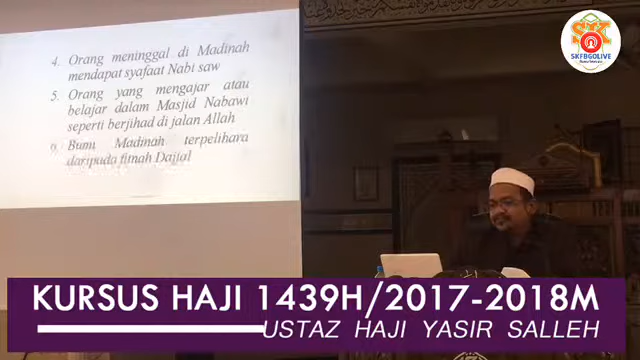 4. Orang meninggal di Madinah
mendapat syafaat Nabi saw
5. Orang yang mengajar atau
belajar dalam Masjid Nabawi
seperti berjihad di jalan Allah
6. Bumi Madinah terpelihara
daripada fitnah Dajjal
SKFBGOLIVE
KURSUS HAJI 1439H/2017-2018M
USTAZ HAJI YASIR SALLEH